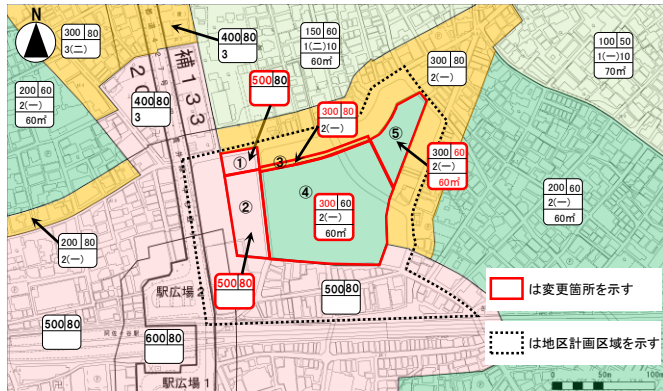 N
300 80
3(二)
400 80
3
150 60
1(二)10
60㎡
300 80
2(一)
100 50
1(一)10
70㎡
200 60
2(一)
60㎡
400 80
3
補133
500 80
300 80
2(一)
①
②
③
④
⑤
300 60
2(一)
60㎡
300 60
2(一)
60㎡
200 60
2(一)
60㎡
200 80
2(一)
500 80
500 80
500 80
600 80
駅広場 2
駅広場 1
は変更箇所を示す
は地区計画区域を示す
0 50m 100m